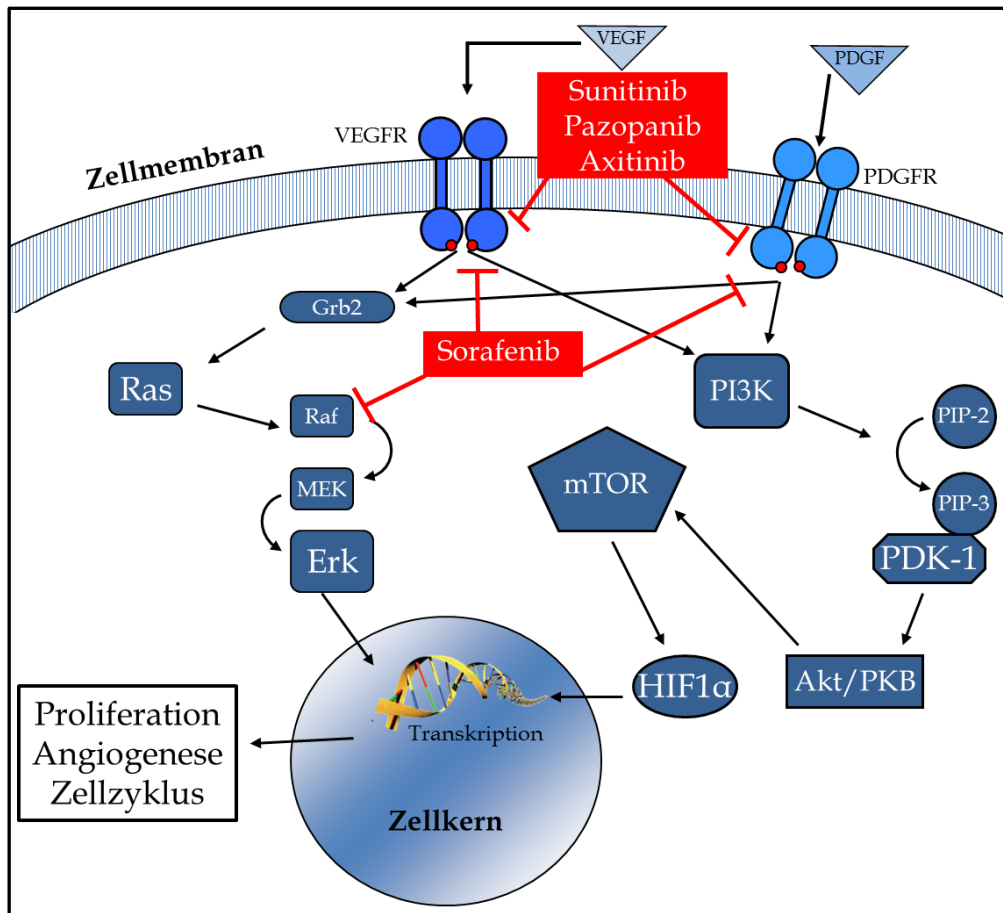 VEGF
PDGF
Sunitinib
Pazopanib
Axitinib
VEGFR
Zellmembran
PDGFR
Grb2
Sorafenib
Ras
Raf
PI3K
PIP-2
MEK
mTOR
PIP-3
Erk
PDK-1
HIF1α
Akt/PKB
Proliferation
Angiogenese
Zellzyklus
Transkription
Zellkern